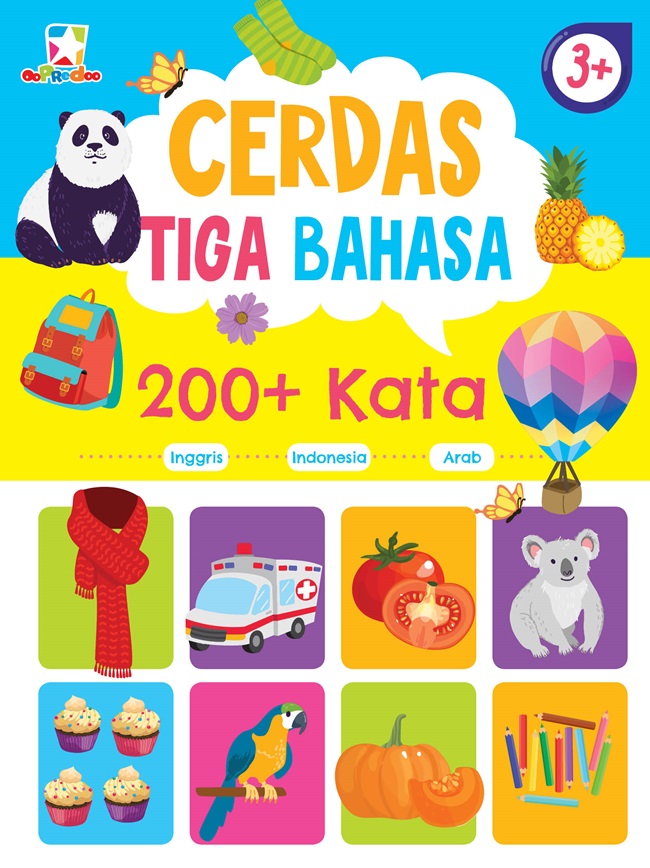 OoPRedoo
3+
CERDAS
TIGA BAHASA
200+ Kata
Inggris Indonesia Arab